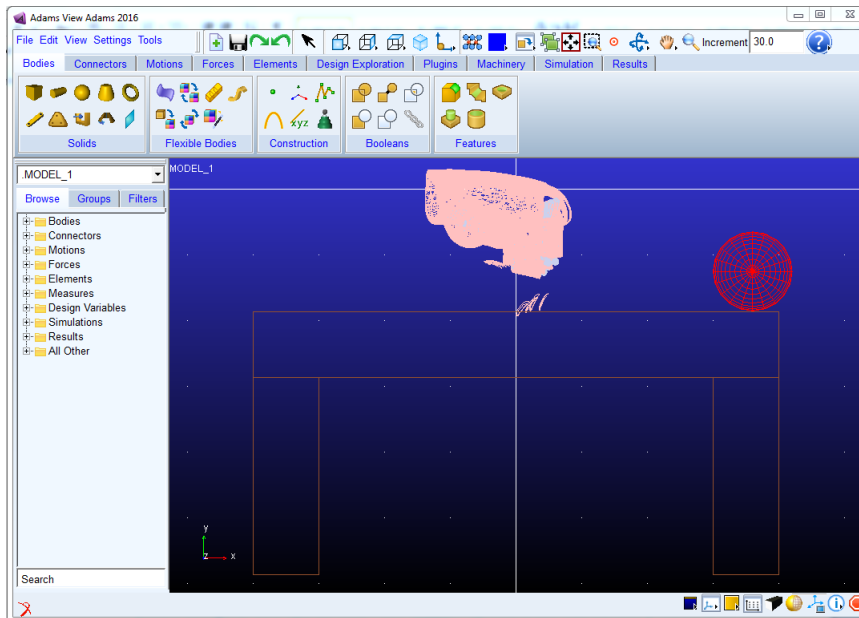 Adams View Adams 2016
File Edit View Settings Tools
Increment 30.0
Bodies Connectors Motions Forces Elements Design Exploration Plugins Machinery Simulation Results
xyz
Solids Flexible Bodies Construction Booleans Features
.MODEL_1
MODEL_1
Browse Groups Filters
Bodies
Connectors
Motions
Forces
Elements
Measures
Design Variables
Simulations
Results
All Other
y
z x
Search